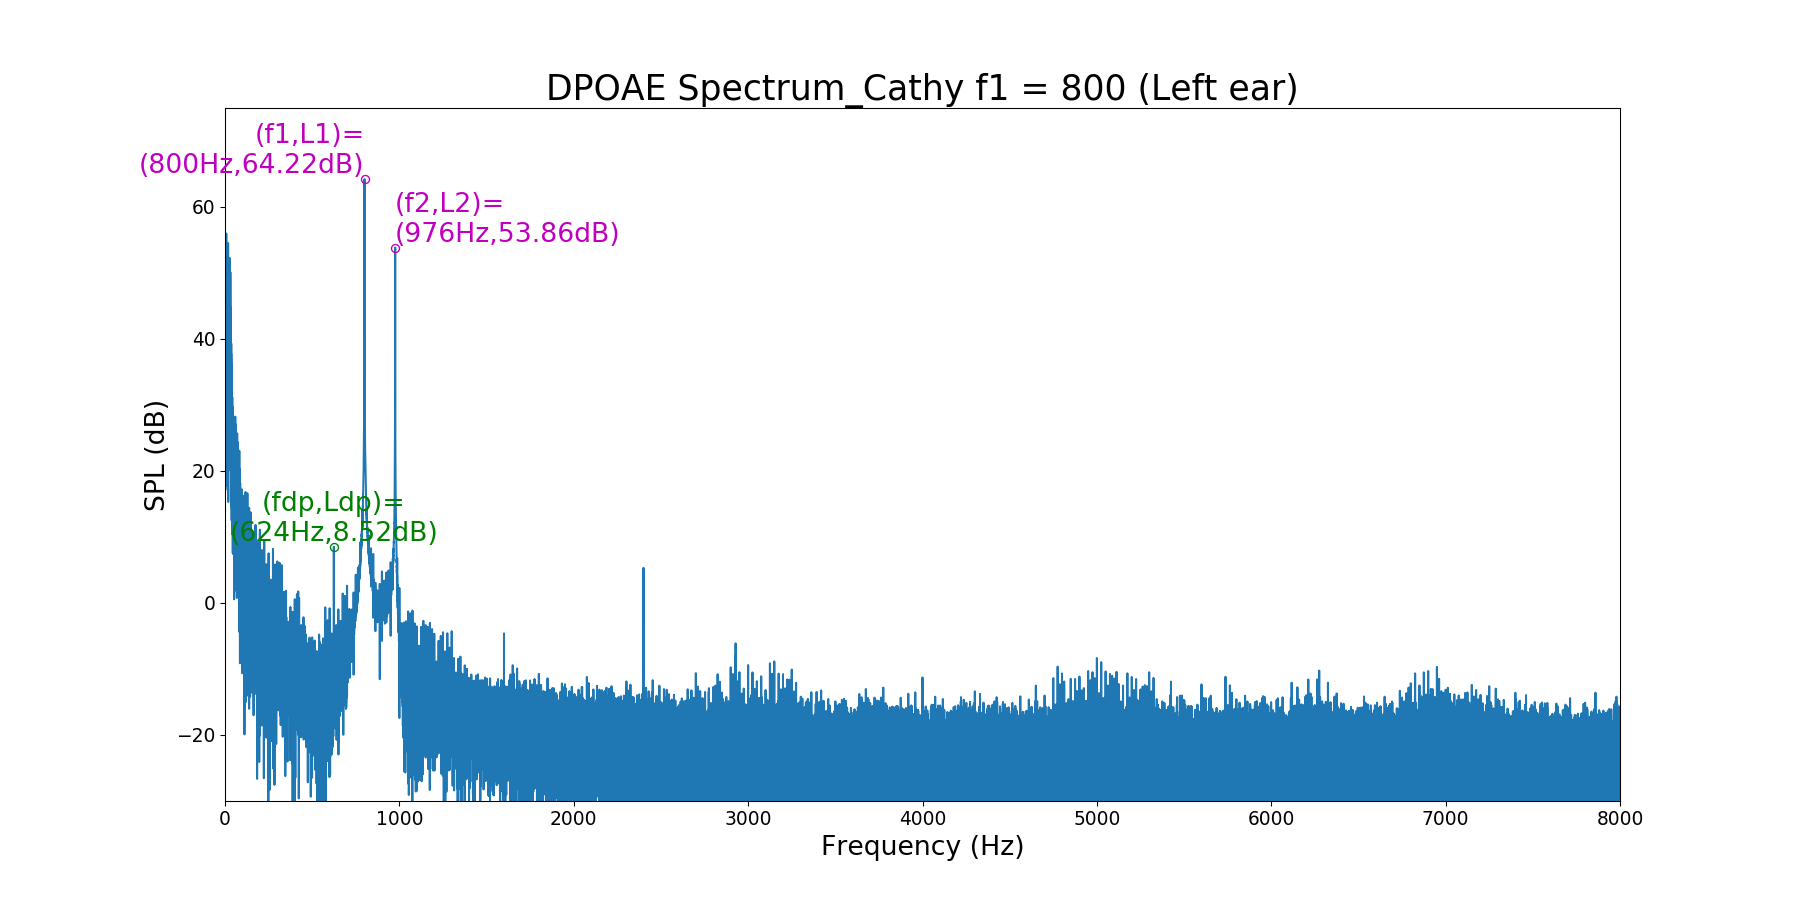 DPOAE Spectrum_Cathy f1 = 800 (Left ear)
(f1,L1)=
(800Hz,64.22dB)
(f2,L2)=
(976Hz,53.86dB)
(fdp,Ldp)=
(624Hz,8.52dB)
SPL (dB)
60
40
20
0
−20
0 1000 2000 3000 4000 5000 6000 7000 8000
Frequency (Hz)